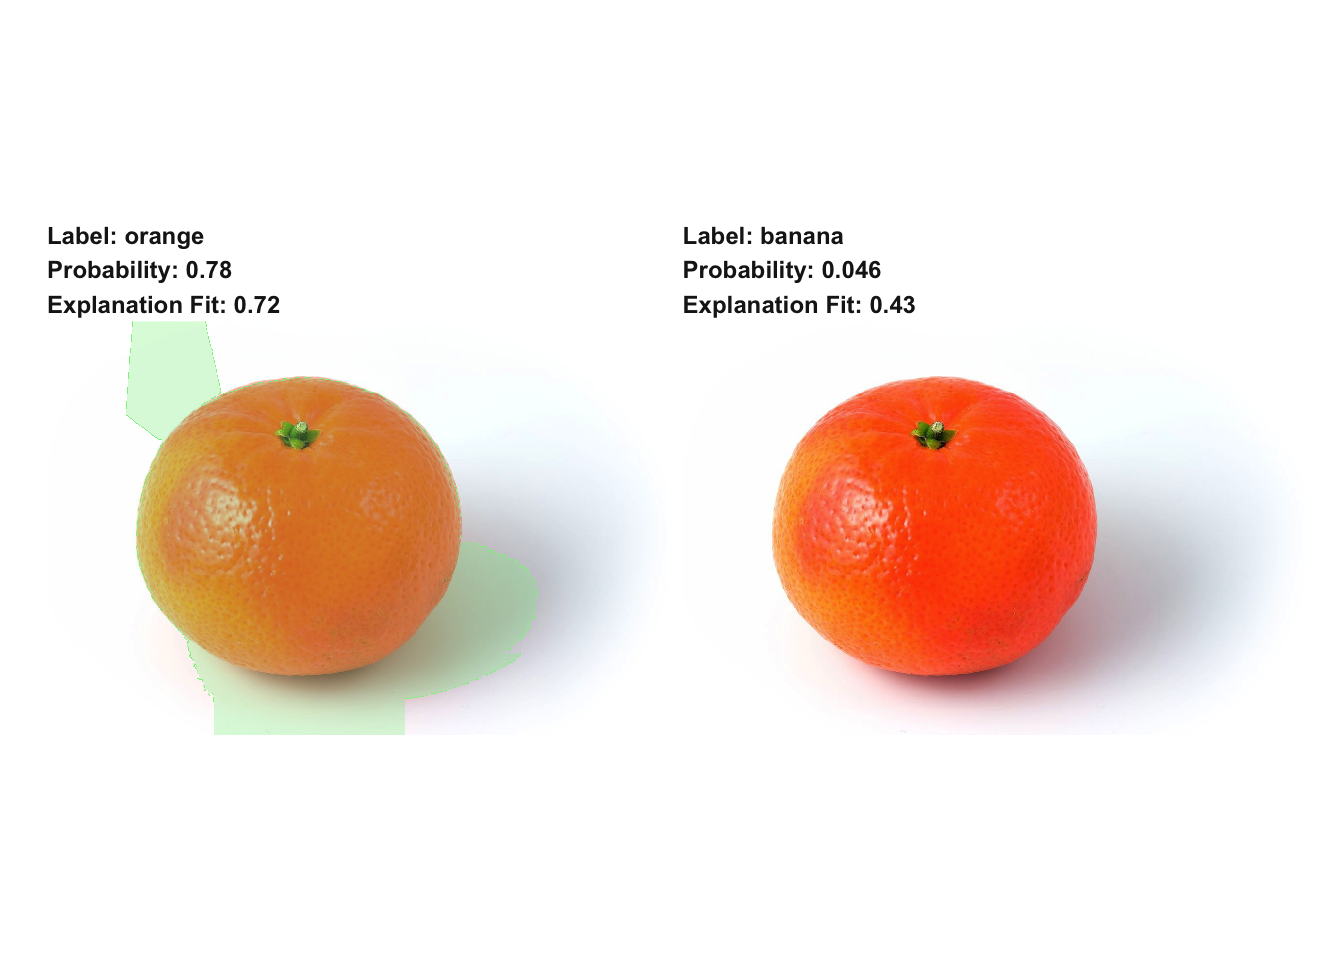 Label: orange
Probability: 0.78
Explanation Fit: 0.72
Label: banana
Probability: 0.046
Explanation Fit: 0.43